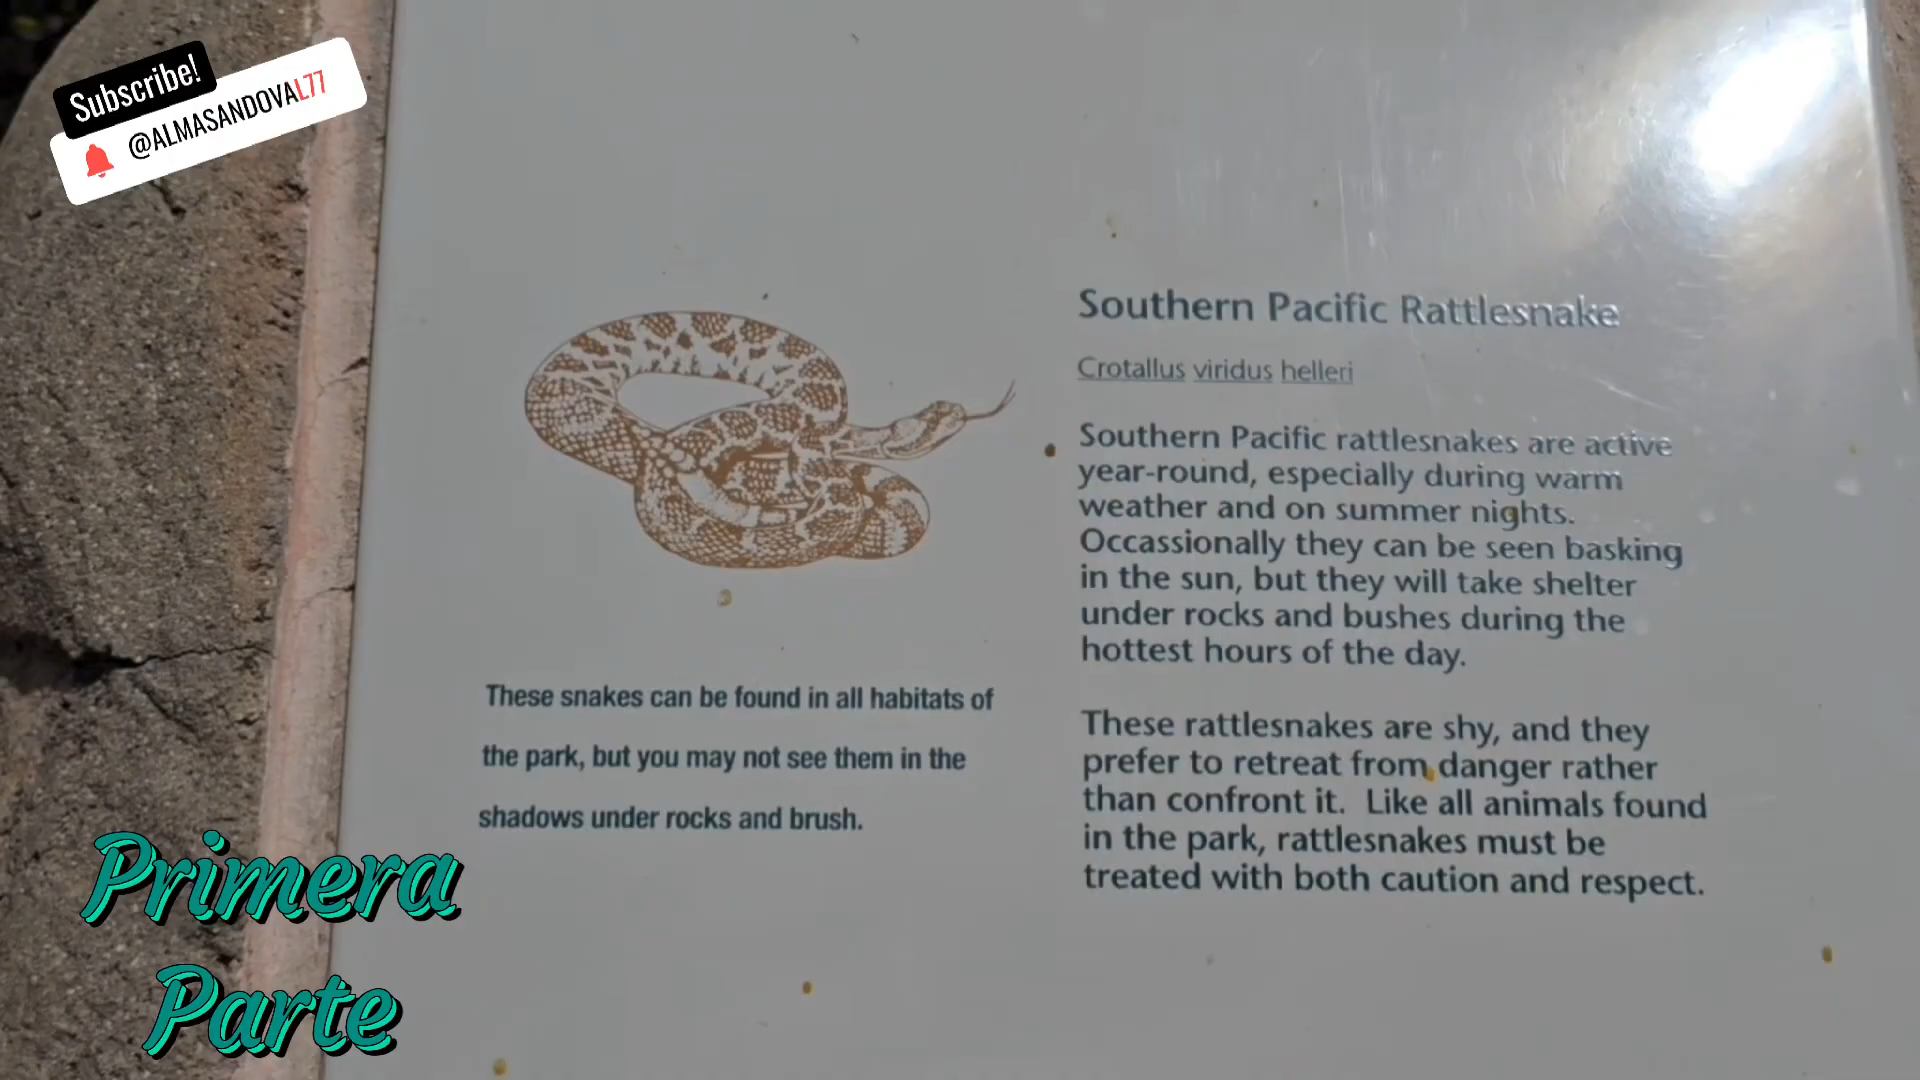 Subscribe!
@ALMASANDOVAL77
Southern Pacific Rattlesnake
Crotallus viridus helleri
Southern Pacific rattlesnakes are active
year-round, especially during warm
weather and on summer nights.
Occassionally they can be seen basking
in the sun, but they will take shelter
under rocks and bushes during the
hottest hours of the day.
These rattlesnakes are shy, and they
prefer to retreat from danger rather
than confront it. Like all animals found
in the park, rattlesnakes must be
treated with both caution and respect.
These snakes can be found in all habitats of
the park, but you may not see them in the
shadows under rocks and brush.
Primera
Parte